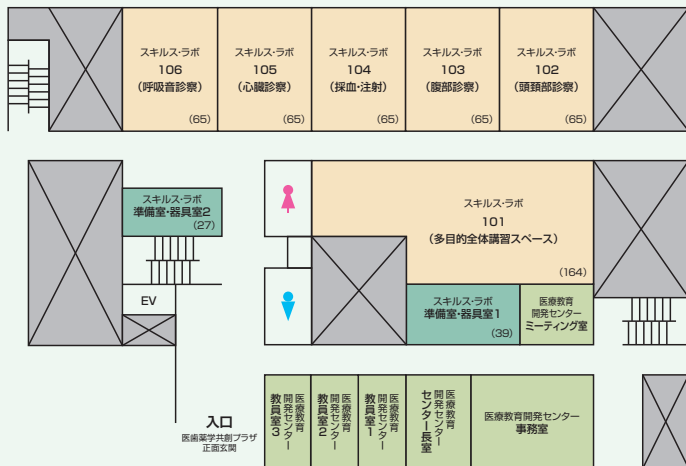 スキルス・ラボ
106
(呼吸音診察)
(65)
スキルス・ラボ
105
(心臓診察)
(65)
スキルス・ラボ
104
(採血・注射)
(65)
スキルス・ラボ
103
(腹部診察)
(65)
スキルス・ラボ
102
(頭頸部診察)
(65)
スキルス・ラボ
準備室・器具室2
(27)
スキルス・ラボ
101
(多目的全体講習スペース)
(164)
EV
スキルス・ラボ
準備室・器具室1
(39)
医療教育
開発センター
ミーティング室
入口
医歯薬学共創プラザ
正面玄関
医療教育
開発センター
教員室3
医療教育
開発センター
教員室2
医療教育
開発センター
教員室1
医療教育
開発センター
センター長室
医療教育開発センター
事務室